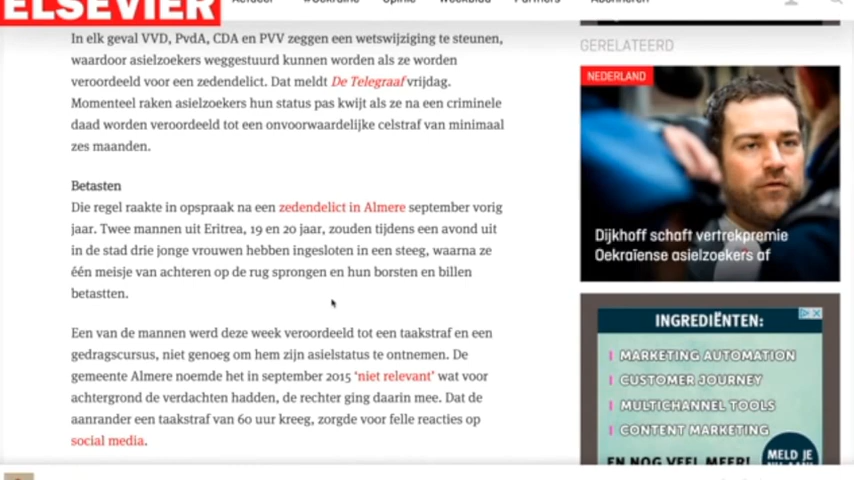 ELSEVIER
Opinie
Weekblad
Partners
Abonneren
In elk geval VVD, PvdA, CDA en PVV zeggen een wetswijziging te steunen,
waardoor asielzoekers weggestuurd kunnen worden als ze worden
veroordeeld voor een zedendelict. Dat meldt De Telegraaf vrijdag.
Momenteel raken asielzoekers hun status pas kwijt als ze na een criminele
daad worden veroordeeld tot een onvoorwaardelijke celstraf van minimaal
zes maanden.
Betasten
Die regel raakte in opspraak na een zedendelict in Almere september vorig
jaar. Twee mannen uit Eritrea, 19 en 20 jaar, zouden tijdens een avond uit
in de stad drie jonge vrouwen hebben ingesloten in een steeg, waarna ze
één meisje van achteren op de rug sprongen en hun borsten en billen
betastten.
Een van de mannen werd deze week veroordeeld tot een taakstraf en een
gedragscursus, niet genoeg om hem zijn asielstatus te ontnemen. De
gemeente Almere noemde het in september 2015 ‘niet relevant’ wat voor
achtergrond de verdachten hadden, de rechter ging daarin mee. Dat de
aanrander een taakstraf van 60 uur kreeg, zorgde voor felle reacties op
social media.
GERELATEERD
NEDERLAND
Dijkhoff schaft vertrekpremie
Oekraïense asielzoekers af
INGREDIËNTEN:
MARKETING AUTOMATION
CUSTOMER JOURNEY
MULTICHANNEL TOOLS
CONTENT MARKETING
EN NOG VEEL MEER!
MELD JE